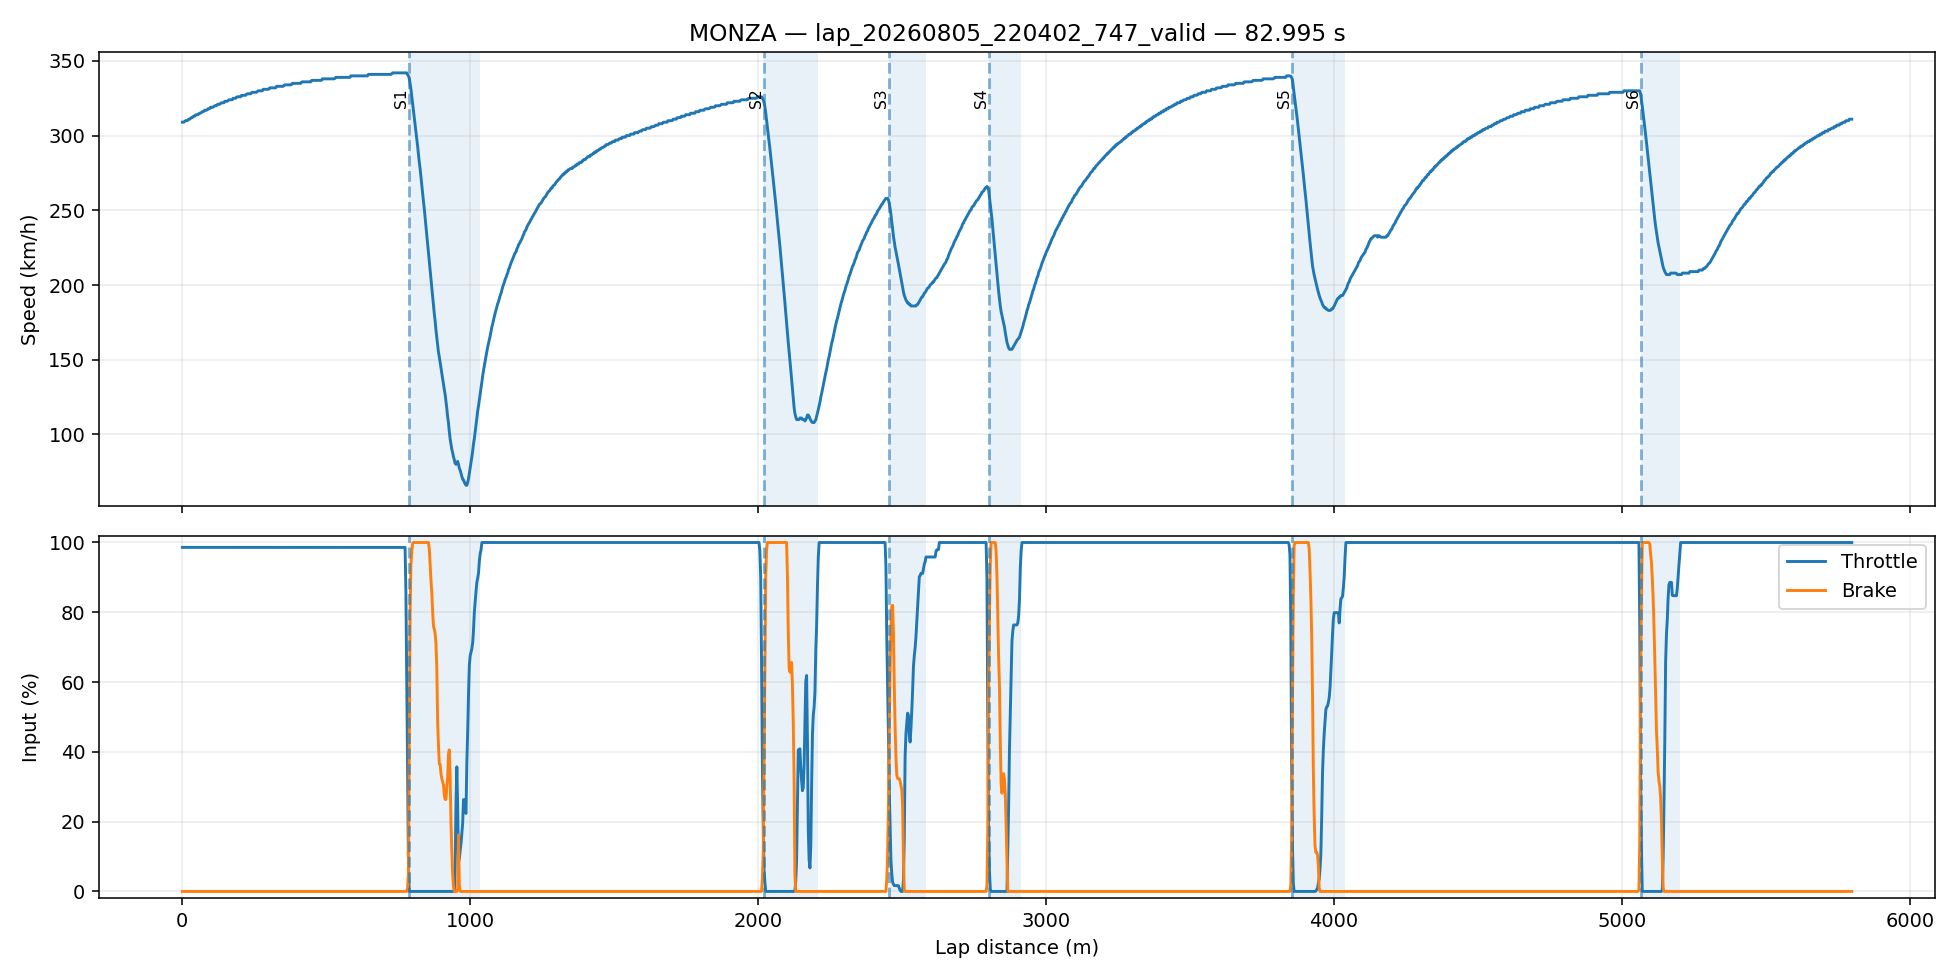 MONZA — lap_20260805_220402_747_valid — 82.995 s
350
300
250
200
150
100
Speed (km/h)
S1
S2
S3
S4
S5
S6
100
80
60
40
20
0
Input (%)
Throttle
Brake
0 1000 2000 3000 4000 5000 6000
Lap distance (m)